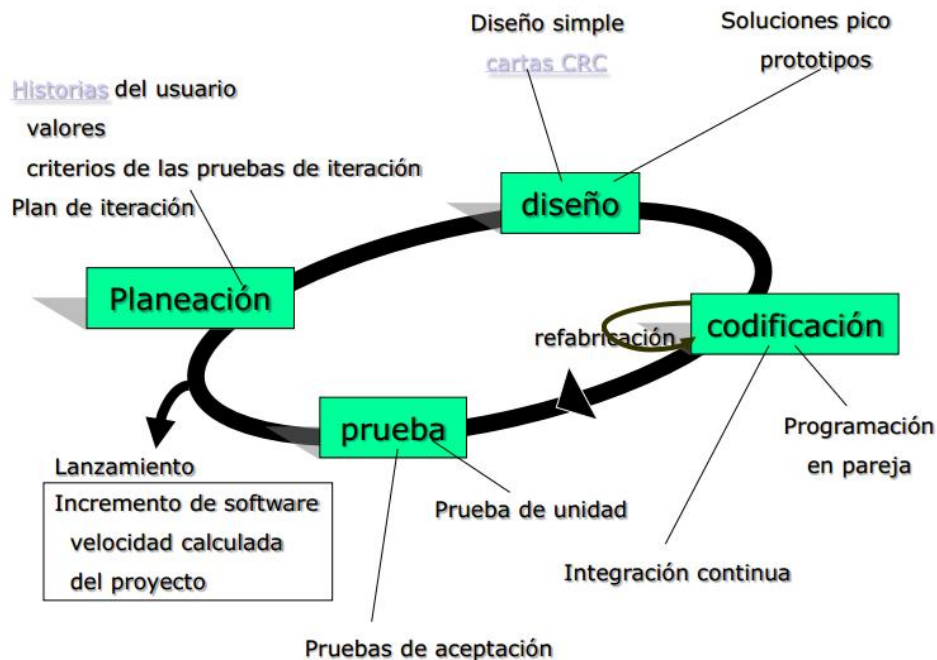 Diseño simple
cartas CRC
Soluciones pico
prototipos
Historias del usuario
valores
criterios de las pruebas de iteración
Plan de iteración
diseño
Planeación
codificación
refabricación
prueba
Programación
en pareja
Lanzamiento
Incremento de software
velocidad calculada
del proyecto
Prueba de unidad
Integración continua
Pruebas de aceptación